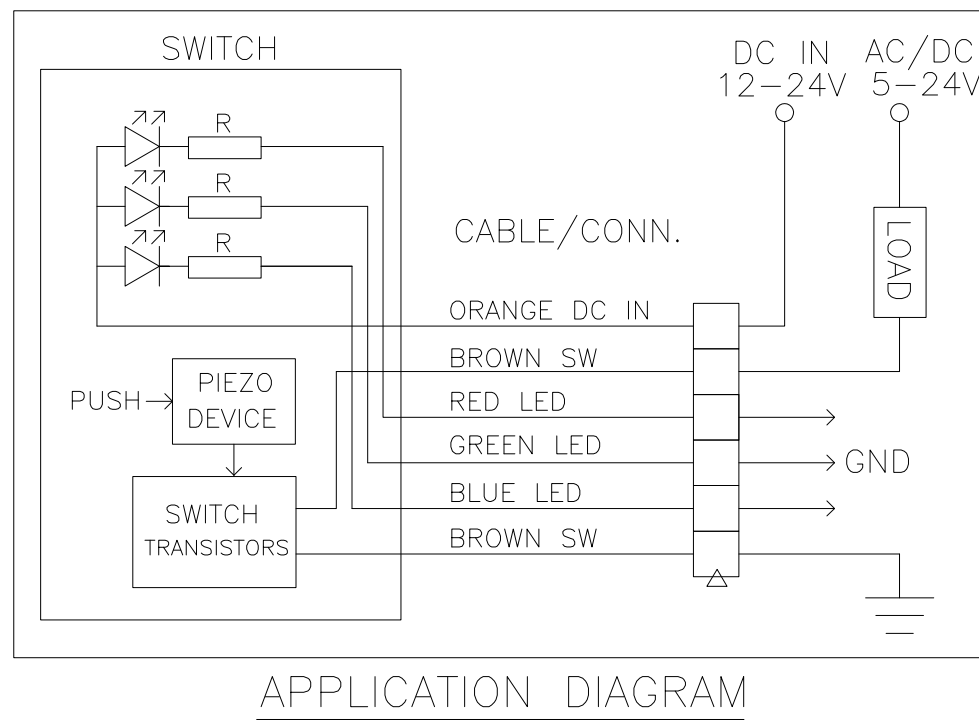 SWITCH
DC IN
12-24V
AC/DC
5-24V
R
R
R
CABLE/CONN.
LOAD
ORANGE DC IN
BROWN SW
RED LED
GREEN LED
BLUE LED
BROWN SW
GND
PUSH
PIEZO
DEVICE
SWITCH
TRANSISTORS
APPLICATION DIAGRAM